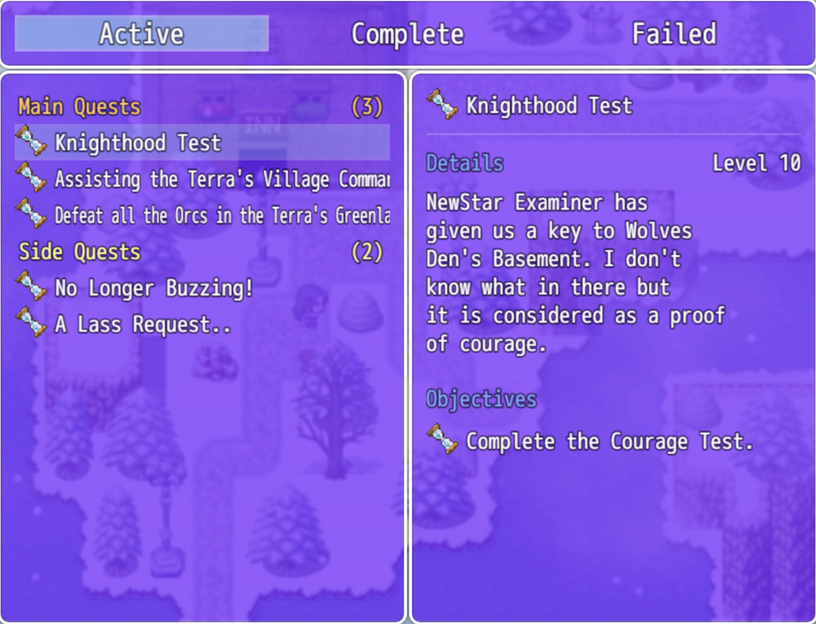 Active Complete Failed
Main Quests (3)
Knighthood Test
Assisting the Terra's Village
Defeat all the Orcs in the Terra's
Side Quests (2)
No Longer Buzzing!
A Lass Request..
Knighthood Test
Details Level 10
NewStar Examiner has
given us a key to Wolves
Den's Basement. I don't
know what in there but
it is considered as a proof
of courage.
Objectives
Complete the Courage Test.
INN